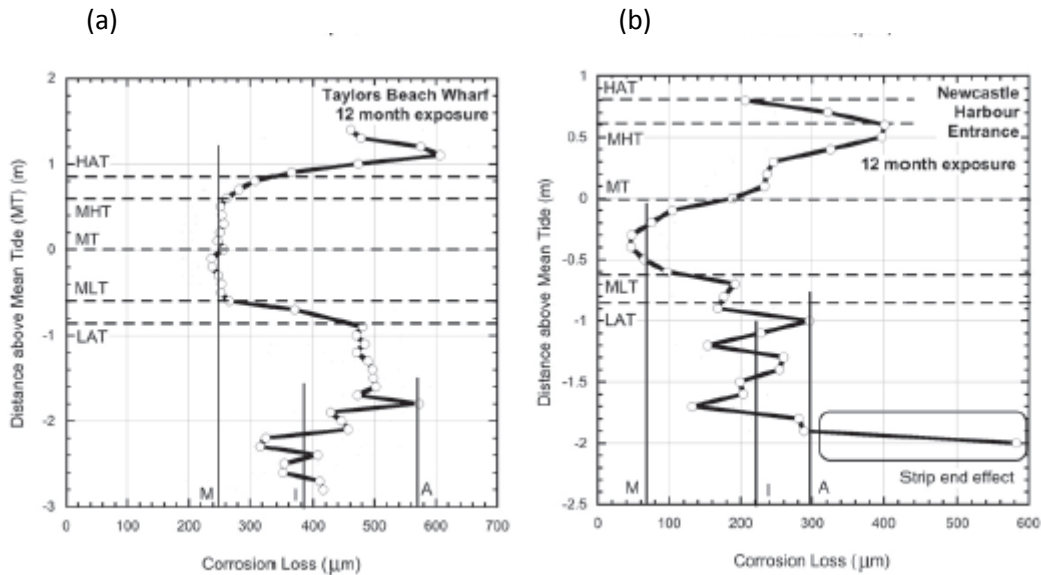 (a)
(b)
Taylors Beach Wharf
12 month exposure
HAT
MHT
MT
MLT
LAT
M
I
A
2
1
0
-1
-2
-3
0 100 200 300 400 500 600 700
Distance above Mean Tide (MT) (m)
Corrosion Loss (μm)
Newcastle
Harbour
Entrance
12 month exposure
HAT
MHT
MT
MLT
LAT
M
I
A
Strip end effect
1
0.5
0
-0.5
-1
-1.5
-2
-2.5
0 100 200 300 400 500 600
Distance above Mean Tide (m)
Corrosion Loss (μm)